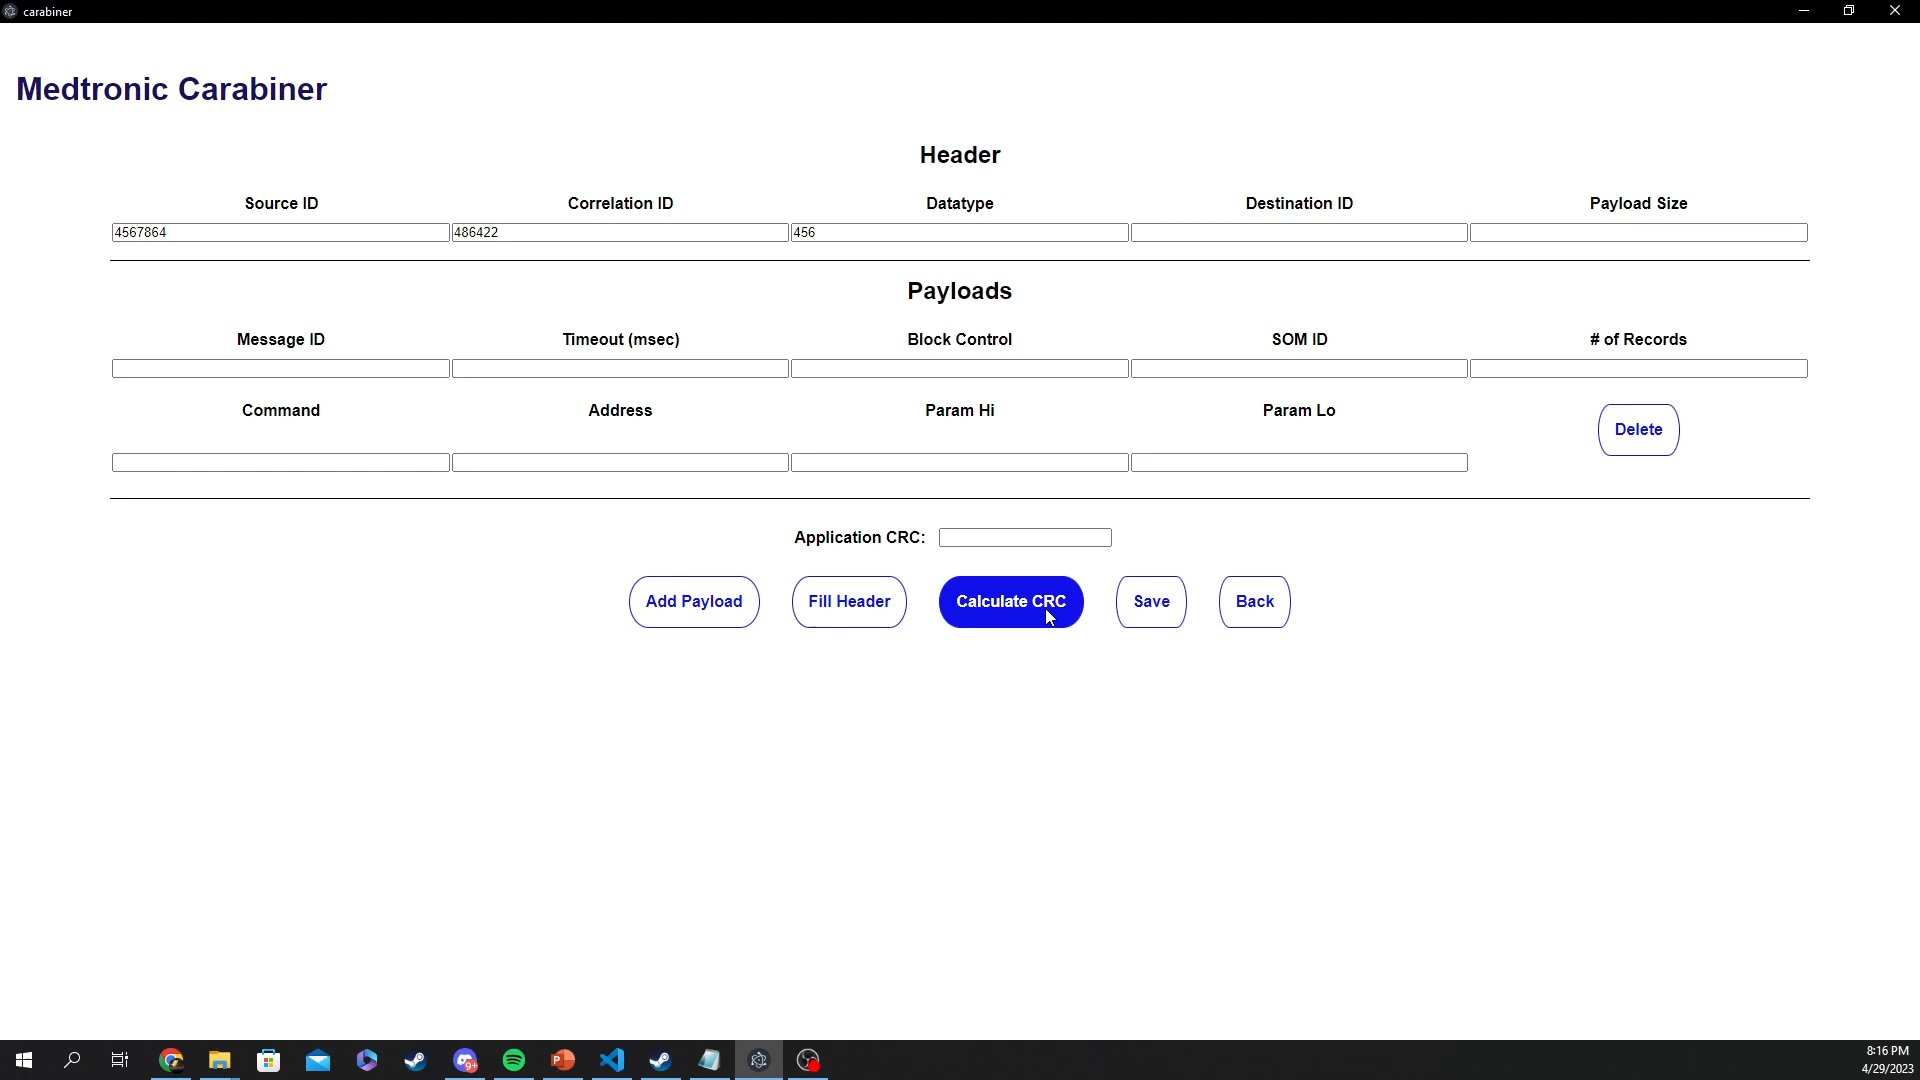 carabiner
Medtronic Carabiner
Header
Source ID Correlation ID Datatype Destination ID Payload Size
4567864 486422 456
Payloads
Message ID Timeout (msec) Block Control SOM ID # of Records
Command Address Param Hi Param Lo
Delete
Application CRC:
Add Payload Fill Header Calculate CRC Save Back
9+
P
8:16 PM
4/29/2023